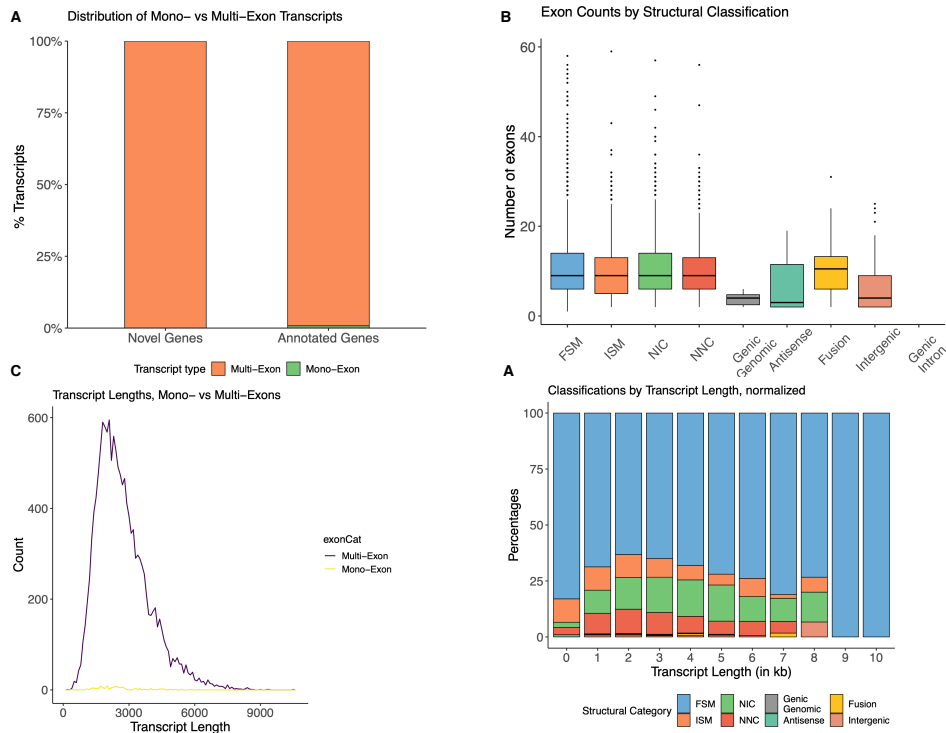 A
Distribution of Mono− vs Multi−Exon Transcripts
% Transcripts
100%
75%
50%
25%
0%
Novel Genes
Annotated Genes
Transcript type
Multi−Exon
Mono−Exon
B
Exon Counts by Structural Classification
Number of exons
60
40
20
0
FSM
ISM
NIC
NNC
Genic
Genomic
Antisense
Fusion
Intergenic
Genic
Intron
C
Transcript Lengths, Mono− vs Multi−Exons
Count
600
400
200
0
0 3000 6000 9000
Transcript Length
exonCat
Multi−Exon
Mono−Exon
A
Classifications by Transcript Length, normalized
Percentages
100
75
50
25
0
0 1 2 3 4 5 6 7 8 9 10
Transcript Length (in kb)
Structural Category
FSM
ISM
NIC
NNC
Genic
Genomic
Antisense
Fusion
Intergenic